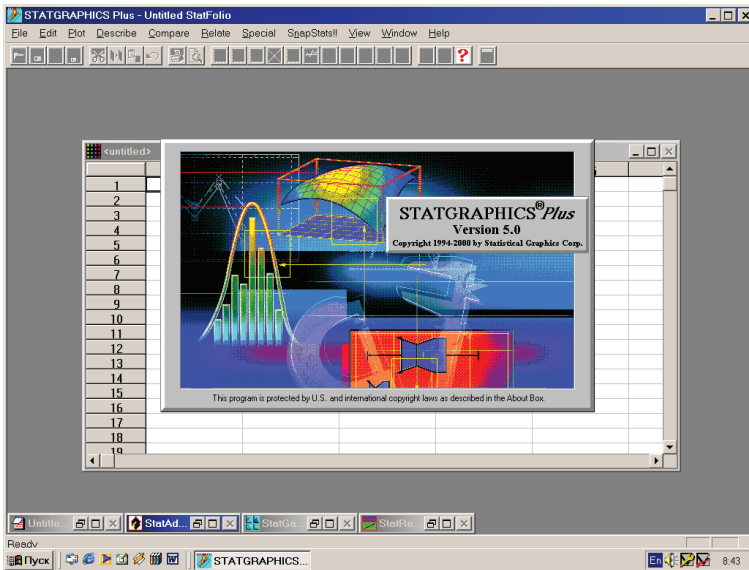 STATGRAPHICS Plus - Untitled StatFolio
File Edit Plot Describe Compare Relate Special SnapStats!! View Window Help
<untitled>
1
2
3
4
5
6
7
8
9
10
11
12
13
14
15
16
17
18
19
STATGRAPHICS®Plus
Version 5.0
Copyright 1994-2000 by Statistical Graphics Corp.
This program is protected by U.S. and international copyright laws as described in the About Box.
Untitle... StatAd... StatGa... StatRe...
Ready
Пуск STATGRAPHICS... En 8:43